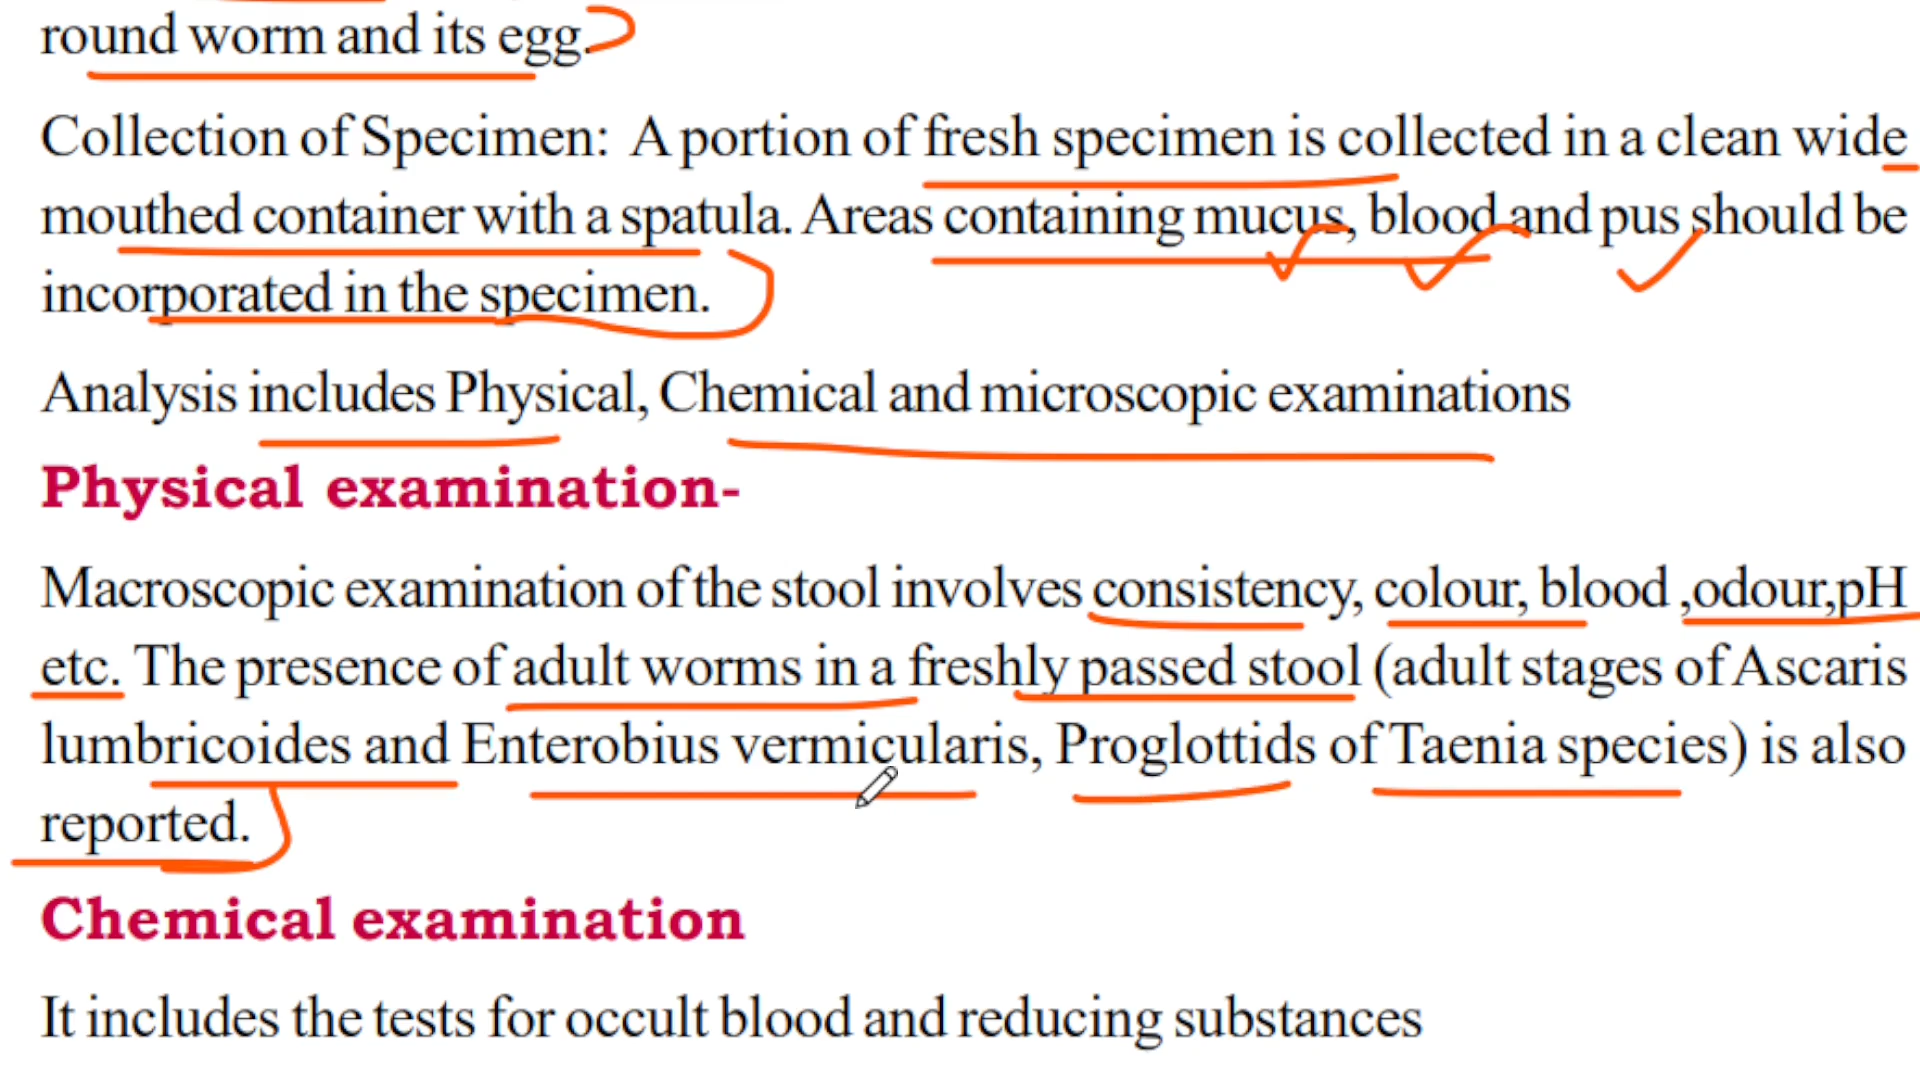 round worm and its egg.
Collection of Specimen: A portion of fresh specimen is collected in a clean wide
mouthed container with a spatula. Areas containing mucus, blood and pus should be
incorporated in the specimen.
Analysis includes Physical, Chemical and microscopic examinations
Physical examination-
Macroscopic examination of the stool involves consistency, colour, blood ,odour,pH
etc. The presence of adult worms in a freshly passed stool (adult stages of Ascaris
lumbricoides and Enterobius vermicularis, Proglottids of Taenia species) is also
reported.
Chemical examination
It includes the tests for occult blood and reducing substances